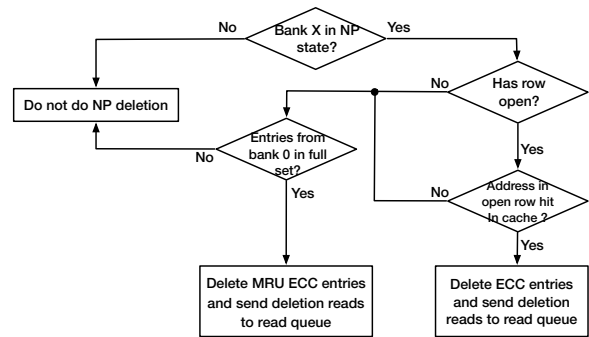 No
Bank X in NP
state?
Yes
Do not do NP deletion
No
Has row
open?
Entries from
bank 0 in full
set?
No
Yes
Yes
No
Address in
open row hit
In cache ?
Yes
Delete MRU ECC entries
and send deletion reads
to read queue
Delete ECC entries
and send deletion
reads to read queue